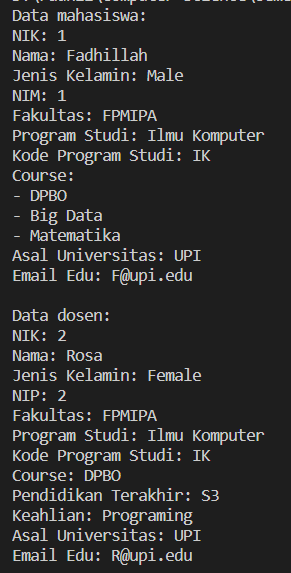 Data mahasiswa:
NIK: 1
Nama: Fadhillah
Jenis Kelamin: Male
NIM: 1
Fakultas: FPMIPA
Program Studi: Ilmu Komputer
Kode Program Studi: IK
Course:
- DPBO
- Big Data
- Matematika
Asal Universitas: UPI
Email Edu: F@upi.edu

Data dosen:
NIK: 2
Nama: Rosa
Jenis Kelamin: Female
NIP: 2
Fakultas: FPMIPA
Program Studi: Ilmu Komputer
Kode Program Studi: IK
Course: DPBO
Pendidikan Terakhir: S3
Keahlian: Programing
Asal Universitas: UPI
Email Edu: R@upi.edu